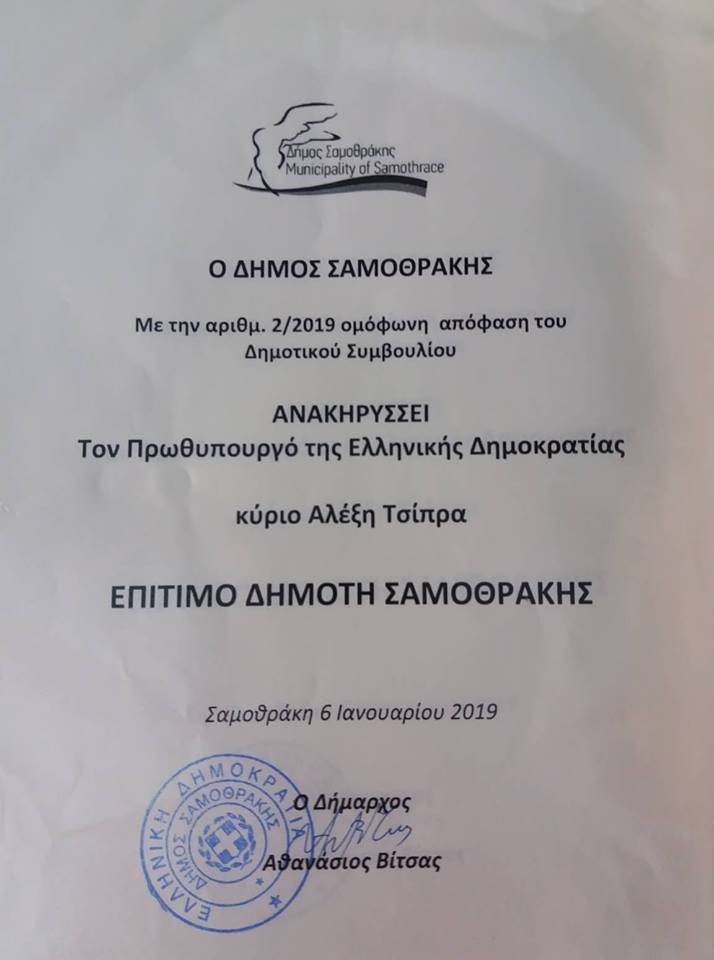 Δήμος Σαμοθράκης
Municipality of Samothrace
Ο ΔΗΜΟΣ ΣΑΜΟΘΡΑΚΗΣ
Με την αριθμ. 2/2019 ομόφωνη απόφαση του
Δημοτικού Συμβουλίου
ΑΝΑΚΗΡΥΣΣΕΙ
Τον Πρωθυπουργό της Ελληνικής Δημοκρατίας
κύριο Αλέξη Τσίπρα
ΕΠΙΤΙΜΟ ΔΗΜΟΤΗ ΣΑΜΟΘΡΑΚΗΣ
Σαμοθράκη 6 Ιανουαρίου 2019
Ο Δήμαρχος
Αθανάσιος Βίτσας
ΕΛΛΗΝΙΚΗ ΔΗΜΟΚΡΑΤΙΑ
ΔΗΜΟΣ ΣΑΜΟΘΡΑΚΗΣ